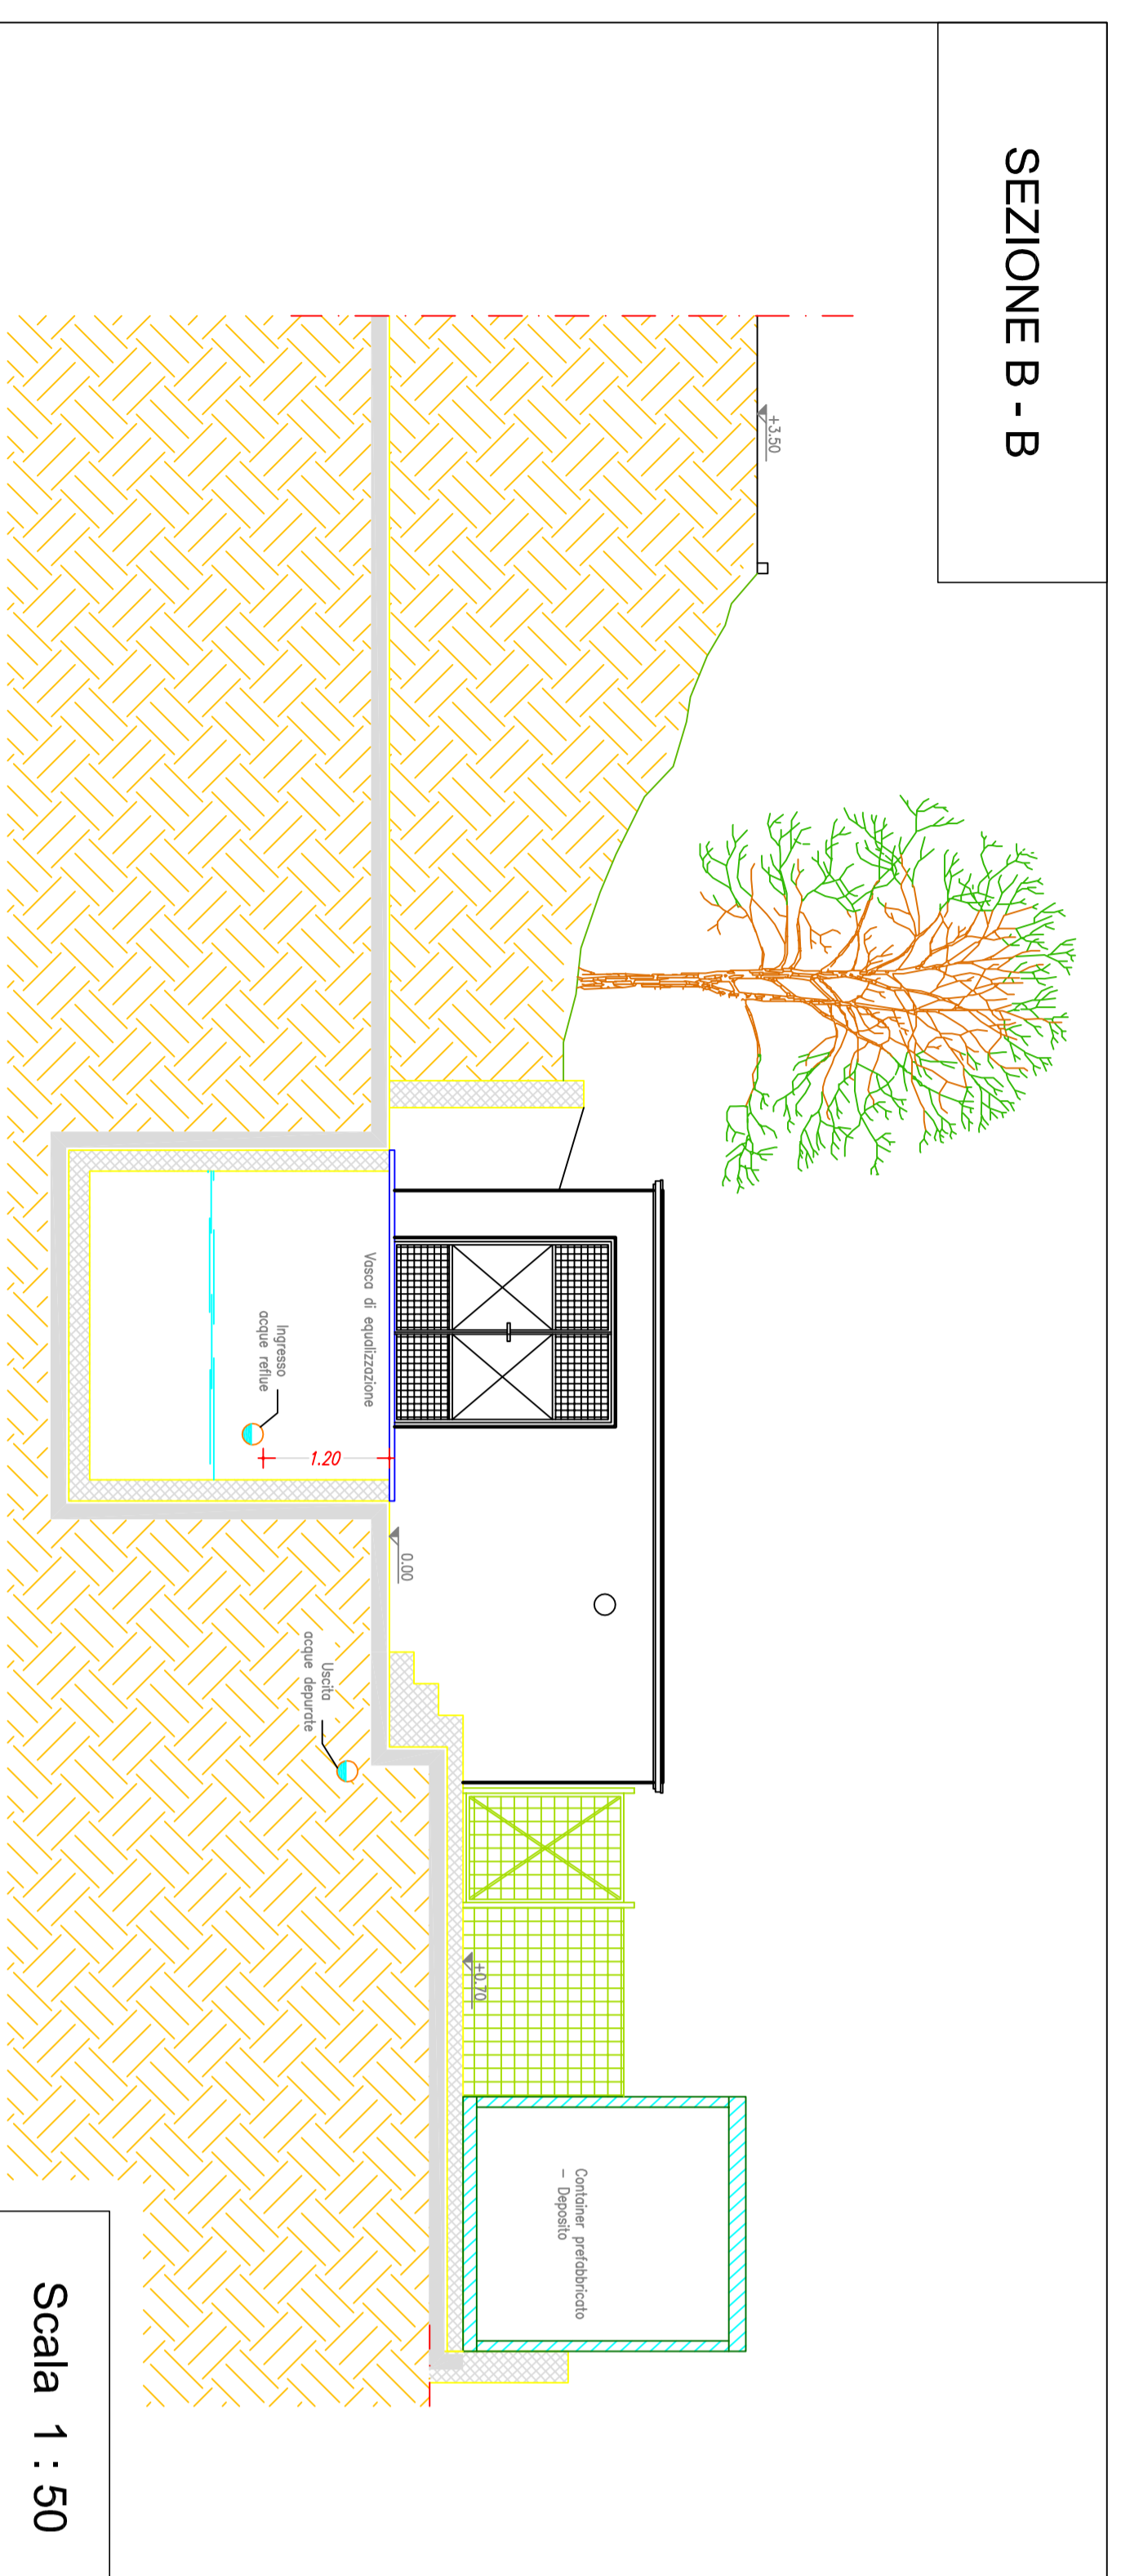 SEZIONE B - B
+3.50
Vasca di equalizzazione
Ingresso
acque reflue
1.20
0.00
Uscita
acque depurate
+0.70
Container prefabbricato
- Deposito
Scala 1 : 50